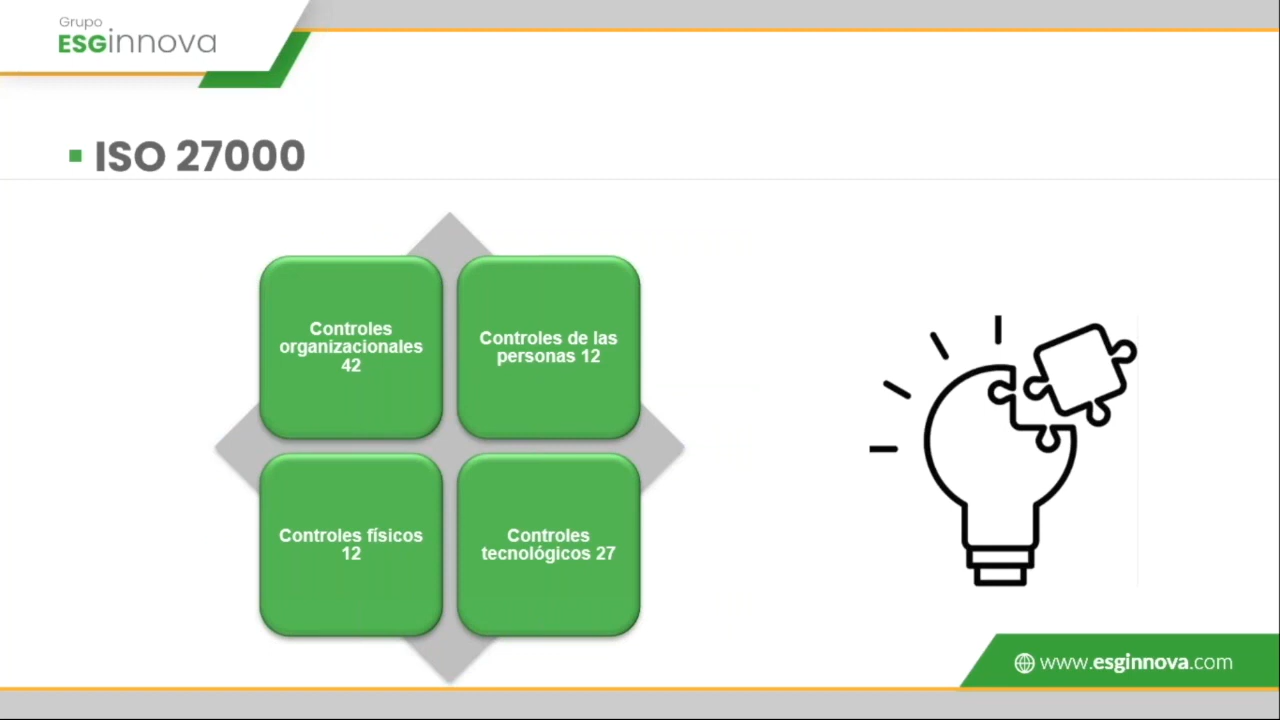 Grupo
ESGinnova
ISO 27000
Controles
organizacionales
42
Controles de las
personas 12
Controles físicos
12
Controles
tecnológicos 27
www.esginnova.com